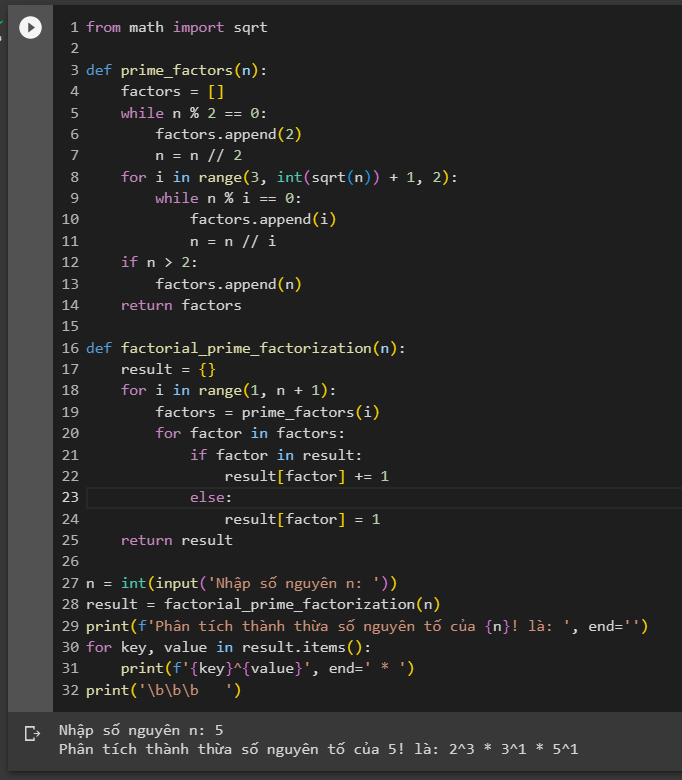 1 from math import sqrt
2
3 def prime_factors(n):
4     factors = []
5     while n % 2 == 0:
6         factors.append(2)
7         n = n // 2
8     for i in range(3, int(sqrt(n)) + 1, 2):
9         while n % i == 0:
10             factors.append(i)
11             n = n // i
12     if n > 2:
13         factors.append(n)
14     return factors
15
16 def factorial_prime_factorization(n):
17     result = {}
18     for i in range(1, n + 1):
19         factors = prime_factors(i)
20         for factor in factors:
21             if factor in result:
22                 result[factor] += 1
23             else:
24                 result[factor] = 1
25     return result
26
27 n = int(input('Nhập số nguyên n: '))
28 result = factorial_prime_factorization(n)
29 print(f'Phân tích thành thừa số nguyên tố của {n}! là: ', end='')
30 for key, value in result.items():
31     print(f'{key}^{value}', end=' * ')
32 print('\b\b\b   ')
Nhập số nguyên n: 5
Phân tích thành thừa số nguyên tố của 5! là: 2^3 * 3^1 * 5^1